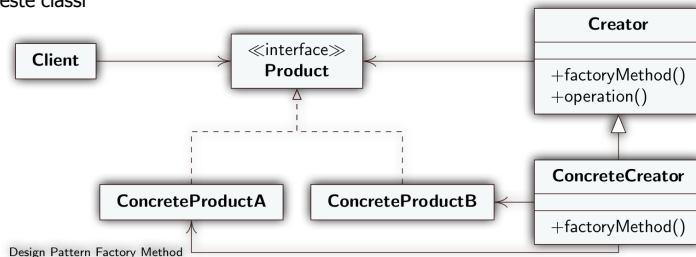 este classi
Client
≪interface≫
Product
Creator
+factoryMethod()
+operation()
ConcreteProductA
ConcreteProductB
ConcreteCreator
+factoryMethod()
Design Pattern Factory Method